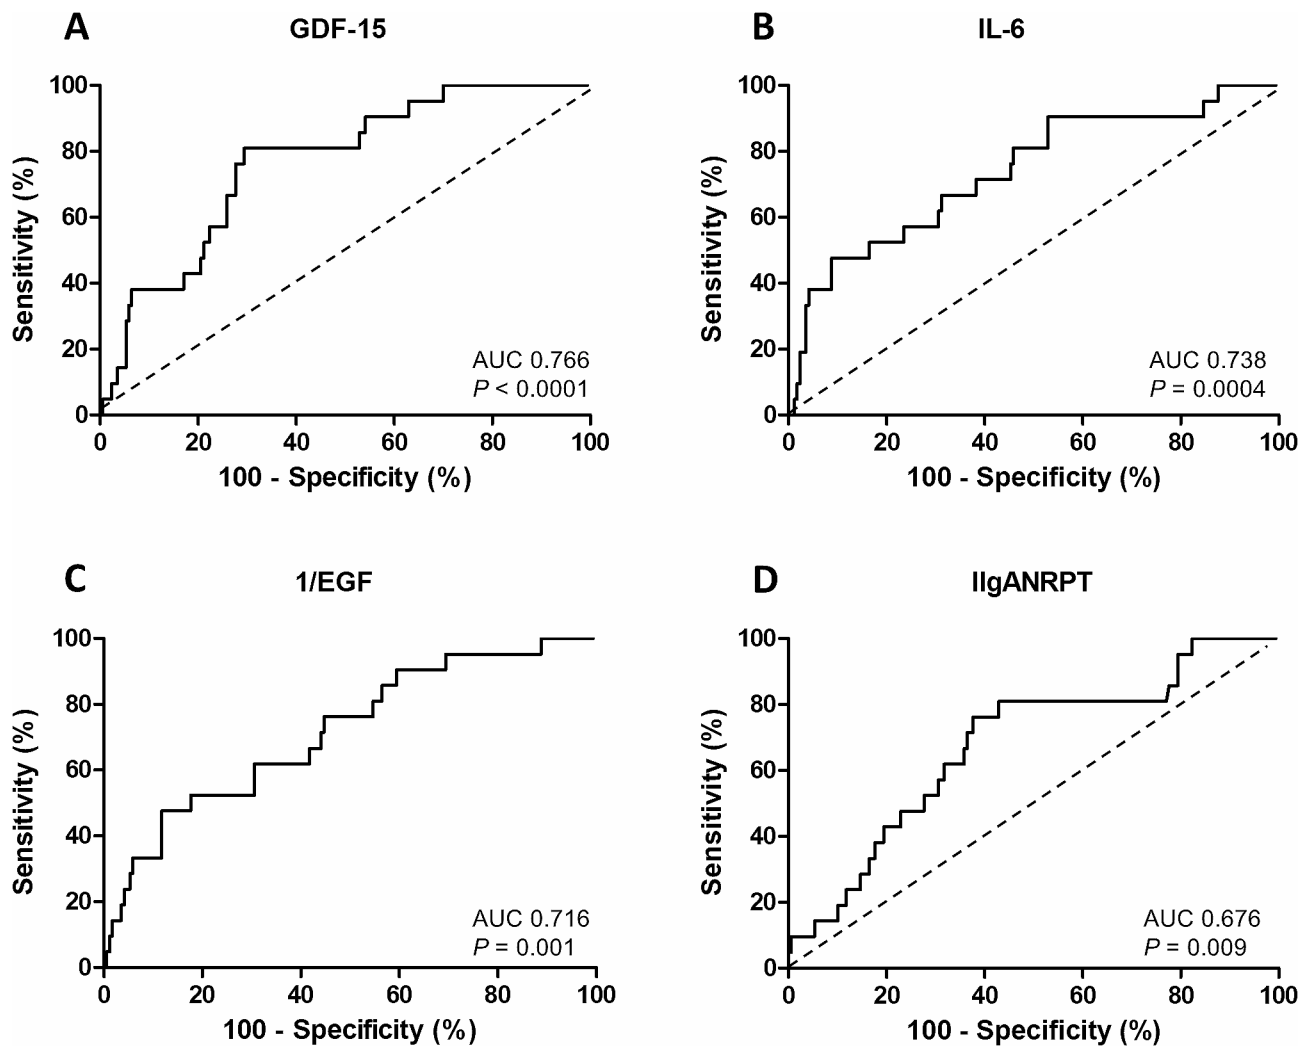 A
GDF-15
100
80
60
40
20
0
Sensitivity (%)
AUC 0.766
P < 0.0001
0 20 40 60 80 100
100 - Specificity (%)
B
IL-6
100
80
60
40
20
0
Sensitivity (%)
AUC 0.738
P = 0.0004
0 20 40 60 80 100
100 - Specificity (%)
C
1/EGF
100
80
60
40
20
0
Sensitivity (%)
AUC 0.716
P = 0.001
0 20 40 60 80 100
100 - Specificity (%)
D
IIgANRPT
100
80
60
40
20
0
Sensitivity (%)
AUC 0.676
P = 0.009
0 20 40 60 80 100
100 - Specificity (%)